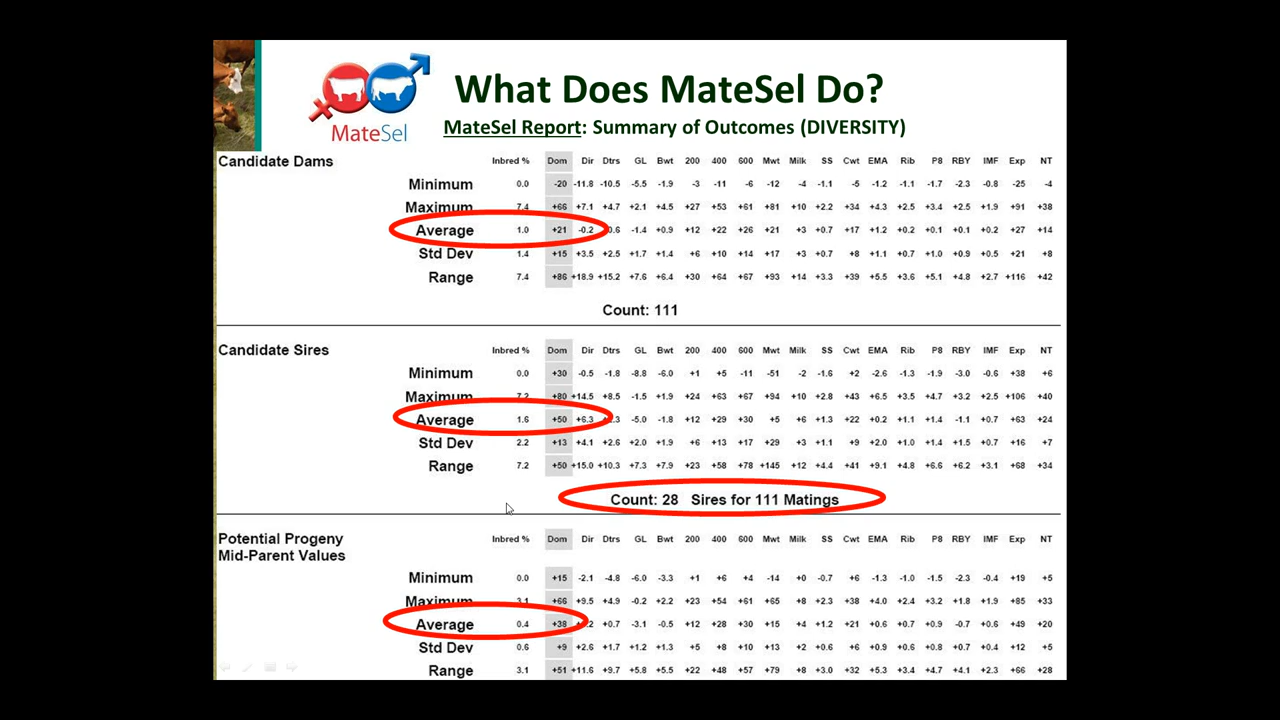 What Does MateSel Do?
MateSel
MateSel Report: Summary of Outcomes (DIVERSITY)
Candidate Dams Inbred % Dom Dir Dtrs GL Bwt 200 400 600 Mwt Milk SS Cwt EMA Rib P8 RBY IMF Exp NT
Minimum 0.0 -20 -11.8 -10.5 -5.5 -1.9 -3 -11 -6 -12 -4 -1.1 -5 -1.2 -1.1 -1.7 -2.3 -0.8 -25 -4
Maximum 7.4 +66 +7.1 +4.7 +2.1 +4.5 +27 +53 +61 +81 +10 +2.2 +34 +4.3 +2.5 +3.4 +2.5 +1.9 +91 +38
Average 1.0 +21 -0.2 -1.4 +0.9 +12 +22 +26 +21 +3 +0.7 +17 +1.2 +0.2 +0.1 +0.1 +0.2 +27 +14
Std Dev 1.4 +15 +3.5 +2.5 +1.7 +1.4 +6 +10 +14 +17 +3 +0.7 +8 +1.1 +0.7 +1.0 +0.9 +0.5 +21 +8
Range 7.4 +86 +18.9 +15.2 +7.6 +6.4 +30 +64 +67 +93 +14 +3.3 +39 +5.5 +3.6 +5.1 +4.8 +2.7 +116 +42
Count: 111
Candidate Sires Inbred % Dom Dir Dtrs GL Bwt 200 400 600 Mwt Milk SS Cwt EMA Rib P8 RBY IMF Exp NT
Minimum 0.0 +30 -0.5 -1.8 -8.8 -6.0 +1 +5 -11 -51 -2 -1.6 +2 -2.6 -1.3 -1.9 -3.0 -0.6 +38 +6
Maximum 7.2 +80 +14.5 +8.5 -1.5 +1.9 +24 +63 +67 +94 +10 +2.8 +43 +6.5 +3.5 +4.7 +3.2 +2.5 +106 +40
Average 1.6 +50 +6.3 -5.0 -1.8 +12 +29 +30 +5 +6 +1.3 +22 +0.2 +1.1 +1.4 -1.1 +0.7 +63 +24
Std Dev 2.2 +13 +4.1 +2.6 +2.0 +1.9 +6 +13 +17 +29 +3 +1.1 +9 +2.0 +1.0 +1.4 +1.5 +0.7 +16 +7
Range 7.2 +50 +15.0 +10.3 +7.3 +7.9 +23 +58 +78 +145 +12 +4.4 +41 +9.1 +4.8 +6.6 +6.2 +3.1 +68 +34
Count: 28 Sires for 111 Matings
Potential Progeny Inbred % Dom Dir Dtrs GL Bwt 200 400 600 Mwt Milk SS Cwt EMA Rib P8 RBY IMF Exp NT
Mid-Parent Values
Minimum 0.0 +15 -2.1 -4.8 -6.0 -3.3 +1 +6 +4 -14 +0 -0.7 +6 -1.3 -1.0 -1.5 -2.3 -0.4 +19 +5
Maximum 3.1 +66 +9.5 +4.9 -0.2 +2.2 +23 +54 +61 +65 +8 +2.3 +38 +4.0 +2.4 +3.2 +1.8 +1.9 +85 +33
Average 0.4 +38 +0.7 -3.1 -0.5 +12 +28 +30 +15 +4 +1.2 +21 +0.6 +0.7 +0.9 -0.7 +0.6 +49 +20
Std Dev 0.6 +9 +2.6 +1.7 +1.2 +1.3 +5 +8 +10 +13 +2 +0.6 +6 +0.9 +0.6 +0.8 +0.7 +0.4 +12 +5
Range 3.1 +51 +11.6 +9.7 +5.8 +5.5 +22 +48 +57 +79 +8 +3.0 +32 +5.3 +3.4 +4.7 +4.1 +2.3 +66 +28